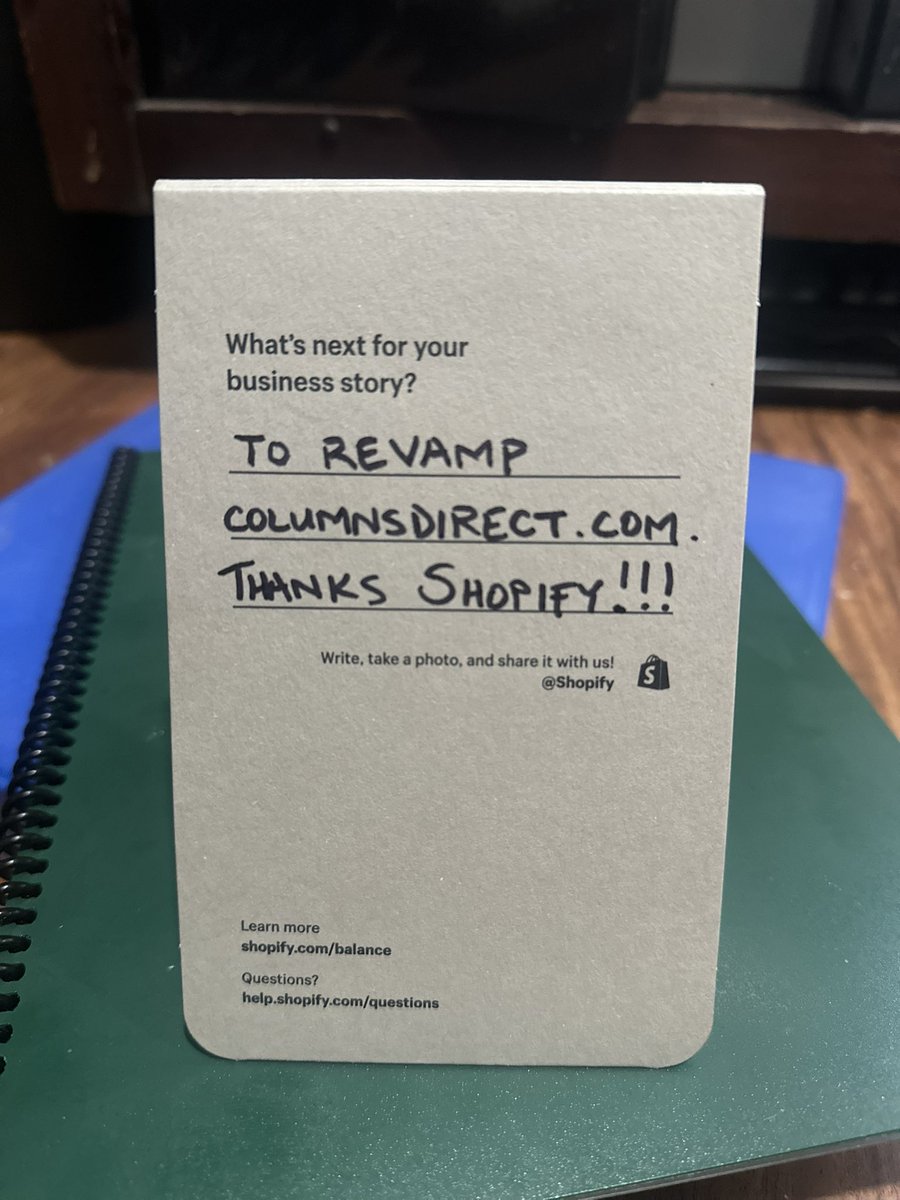 What's next for your
business story?
TO REVAMP
COLUMNSDIRECT.COM.
THANKS SHOPIFY!!!
Write, take a photo, and share it with us!
@Shopify
S
Learn more
shopify.com/balance
Questions?
help.shopify.com/questions